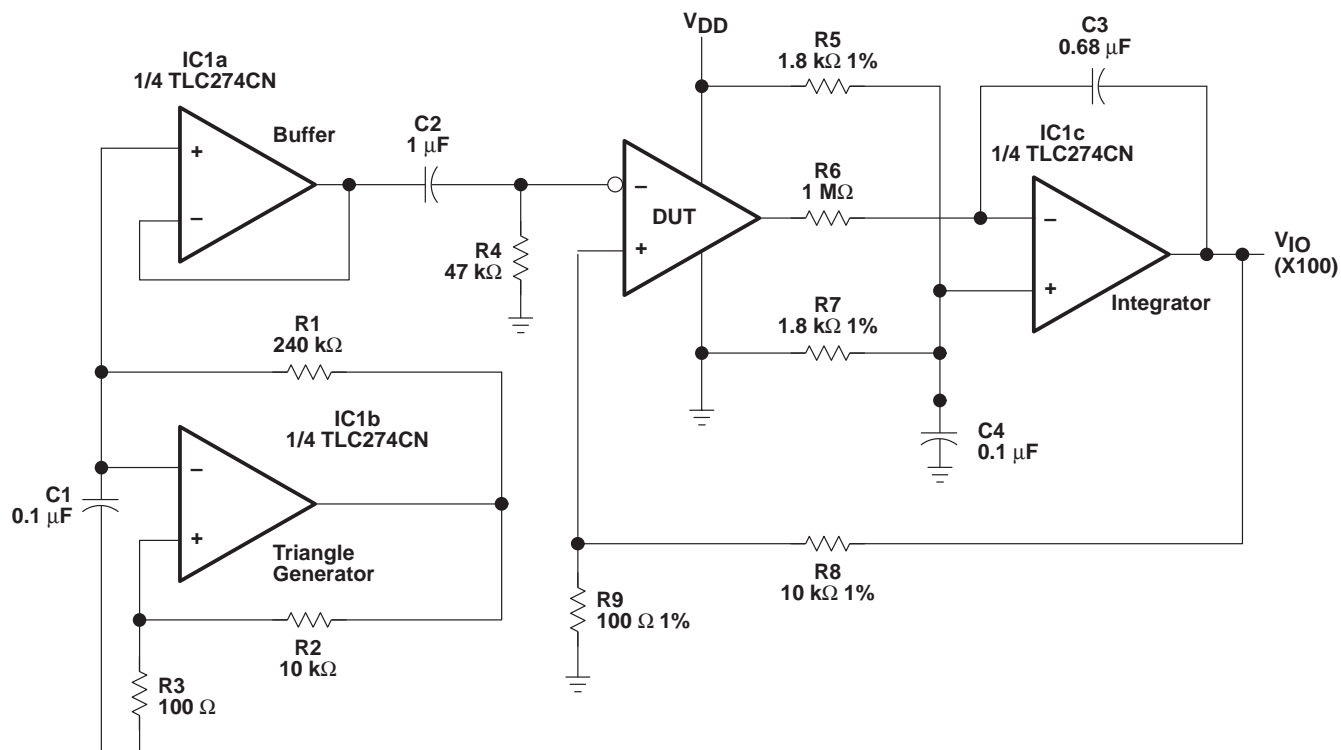 IC1a
1/4 TLC274CN
Buffer
+
−
C2
1 μF
R4
47 kΩ
R1
240 kΩ
IC1b
1/4 TLC274CN
−
+
C1
0.1 μF
Triangle
Generator
R2
10 kΩ
R3
100 Ω
VDD
R5
1.8 kΩ 1%
C3
0.68 μF
−
DUT
+
R6
1 MΩ
IC1c
1/4 TLC274CN
−
+
Integrator
VIO
(X100)
R7
1.8 kΩ 1%
C4
0.1 μF
R8
10 kΩ 1%
R9
100 Ω 1%